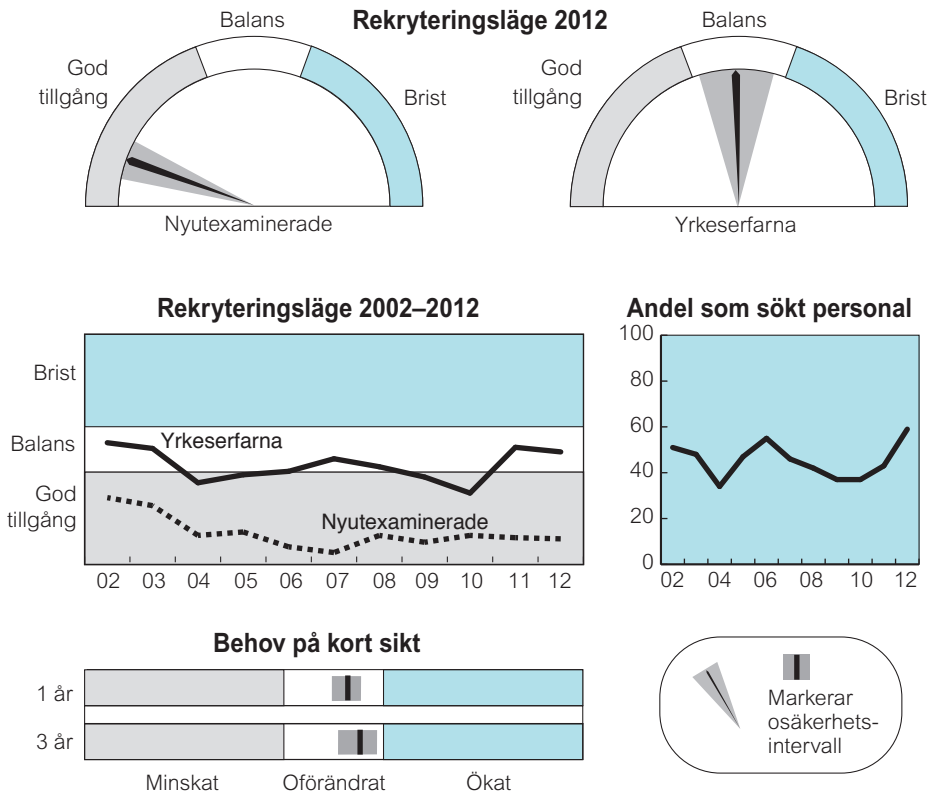 Rekryteringsläge 2012
Balans
God
tillgång
Brist
Nyutexaminerade
Balans
God
tillgång
Brist
Yrkeserfarna
Rekryteringsläge 2002–2012
Brist
Balans
God
tillgång
Yrkeserfarna
Nyutexaminerade
02 03 04 05 06 07 08 09 10 11 12
Andel som sökt personal
100
80
60
40
20
0
02 04 06 08 10 12
Behov på kort sikt
1 år
3 år
Minskat Oförändrat Ökat
Markerar
osäkerhets-
intervall